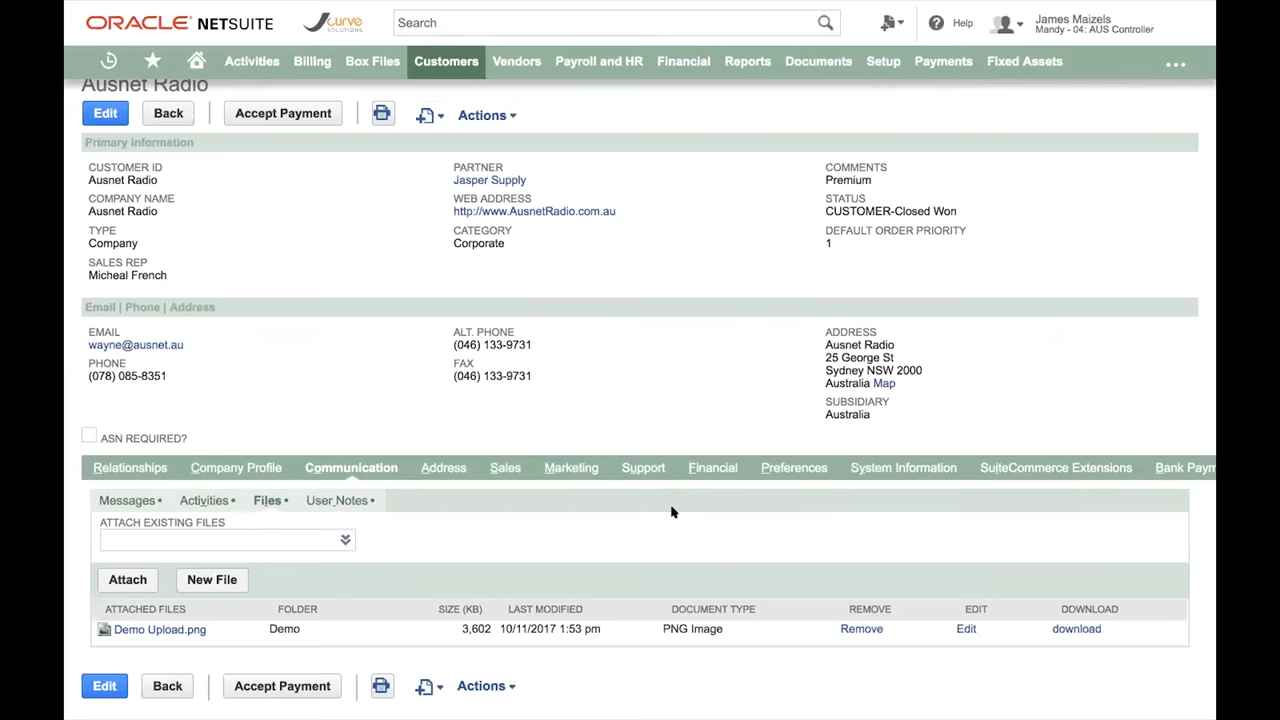 ORACLE NETSUITE
curve SOLUTIONS
Search
Help
James Maizels
Mandy - 04: AUS Controller
Activities Billing Box Files Customers Vendors Payroll and HR Financial Reports Documents Setup Payments Fixed Assets
Ausnet Radio
Edit Back Accept Payment Actions
Primary Information
CUSTOMER ID
Ausnet Radio
COMPANY NAME
Ausnet Radio
TYPE
Company
SALES REP
Micheal French
PARTNER
Jasper Supply
WEB ADDRESS
http://www.AusnetRadio.com.au
CATEGORY
Corporate
COMMENTS
Premium
STATUS
CUSTOMER-Closed Won
DEFAULT ORDER PRIORITY
1
Email | Phone | Address
EMAIL
wayne@ausnet.au
PHONE
(078) 085-8351
ALT. PHONE
(046) 133-9731
FAX
(046) 133-9731
ADDRESS
Ausnet Radio
25 George St
Sydney NSW 2000
Australia Map
SUBSIDIARY
Australia
ASN REQUIRED?
Relationships Company Profile Communication Address Sales Marketing Support Financial Preferences System Information SuiteCommerce Extensions Bank Paym
Messages • Activities • Files • User Notes •
ATTACH EXISTING FILES
Attach New File
ATTACHED FILES FOLDER SIZE (KB) LAST MODIFIED DOCUMENT TYPE REMOVE EDIT DOWNLOAD
Demo Upload.png Demo 3,602 10/11/2017 1:53 pm PNG Image Remove Edit download
Edit Back Accept Payment Actions